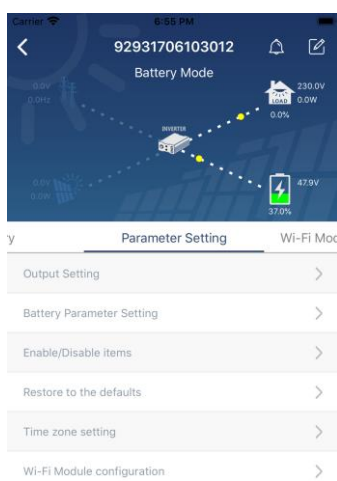 Carrier 6:55 PM
92931706103012
Battery Mode
0.0V
0.0Hz
230.0V
LOAD 0.0W
0.0%
INVERTER
0.0V
0.0W
47.9V
37.0%
y Parameter Setting Wi-Fi Mod
Output Setting
Battery Parameter Setting
Enable/Disable items
Restore to the defaults
Time zone setting
Wi-Fi Module configuration